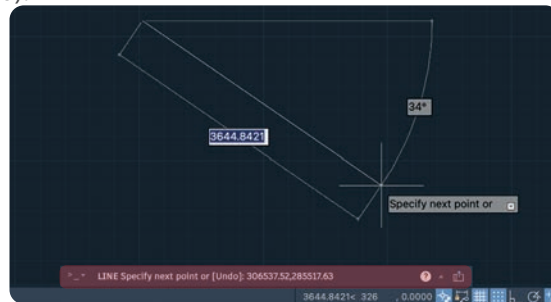 34°
3644.8421
Specify next point or
>_ LINE Specify next point or [Undo]: 306537.52,285517.63
3644.8421< 326 , 0.0000